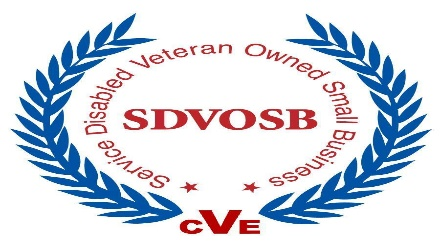 Service Disabled Veteran Owned Small Business
SDVOSB
CVE